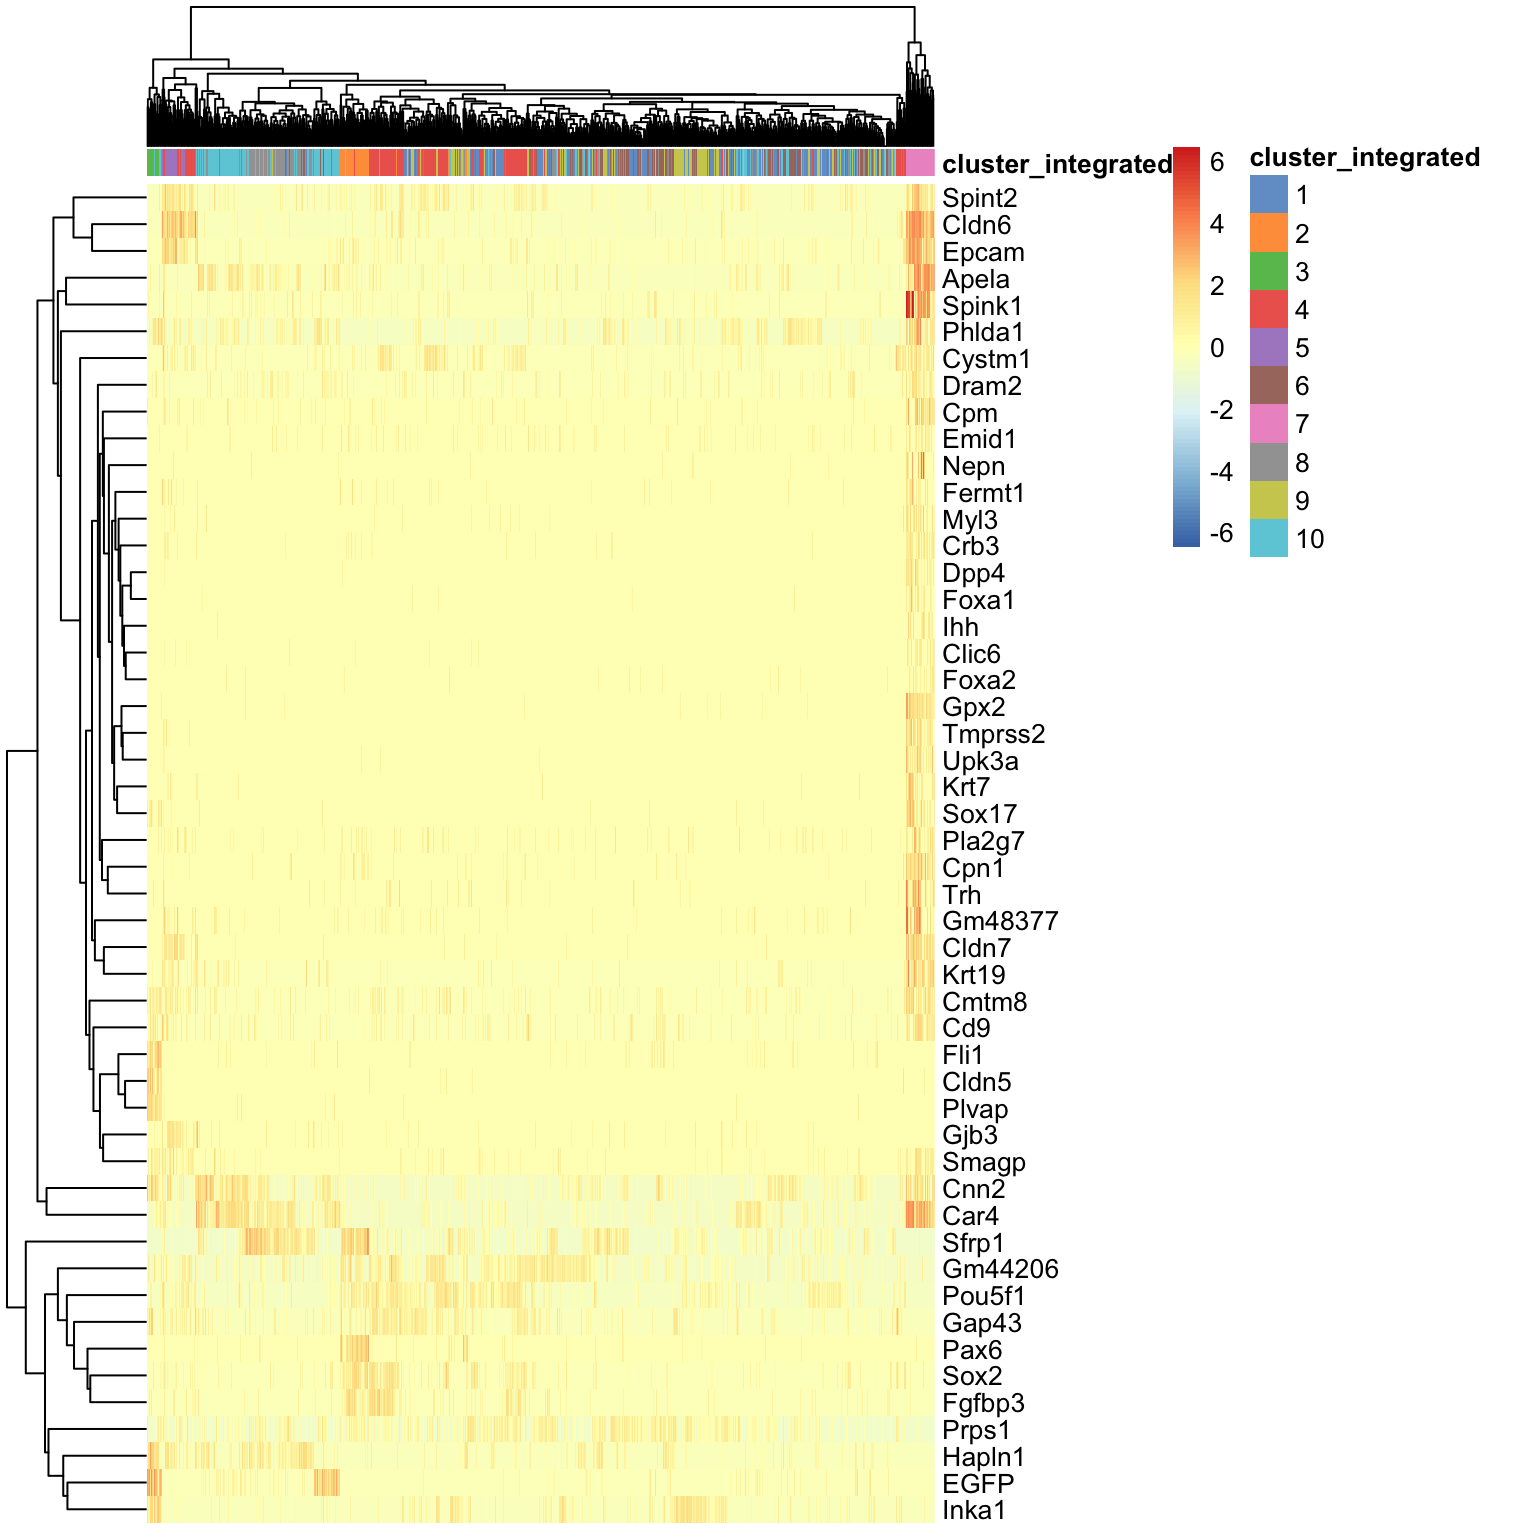 cluster_integrated
Spint2
Cldn6
Epcam
Apela
Spink1
Phlda1
Cystm1
Dram2
Cpm
Emid1
Nepn
Fermt1
Myl3
Crb3
Dpp4
Foxa1
Ihh
Clic6
Foxa2
Gpx2
Tmprss2
Upk3a
Krt7
Sox17
Pla2g7
Cpn1
Trh
Gm48377
Cldn7
Krt19
Cmtm8
Cd9
Fli1
Cldn5
Plvap
Gjb3
Smagp
Cnn2
Car4
Sfrp1
Gm44206
Pou5f1
Gap43
Pax6
Sox2
Fgfbp3
Prps1
Hapln1
EGFP
Inka1
6
4
2
0
-2
-4
-6
cluster_integrated
1
2
3
4
5
6
7
8
9
10